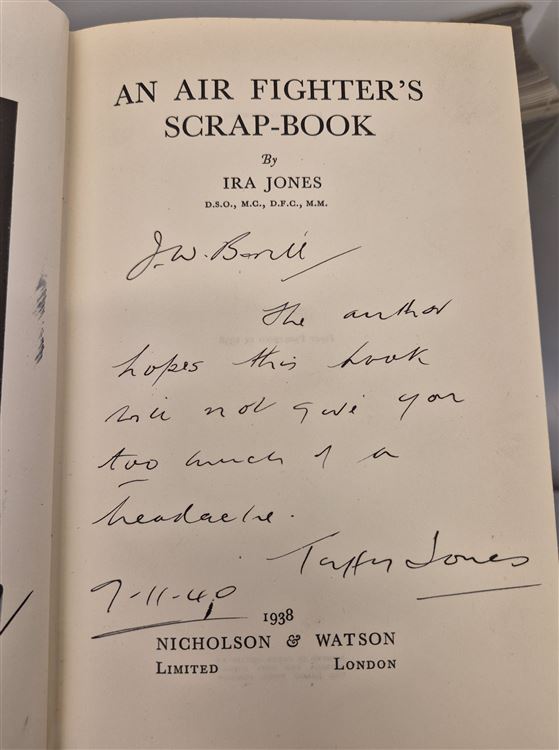 AN AIR FIGHTER'S
SCRAP-BOOK
By
IRA JONES
D.S.O., M.C., D.F.C., M.M.
J. W.
The author
hopes this book
will not give you
too much of a
headache.
Taffy Jones
7-11-40
1938
NICHOLSON & WATSON
LIMITED LONDON